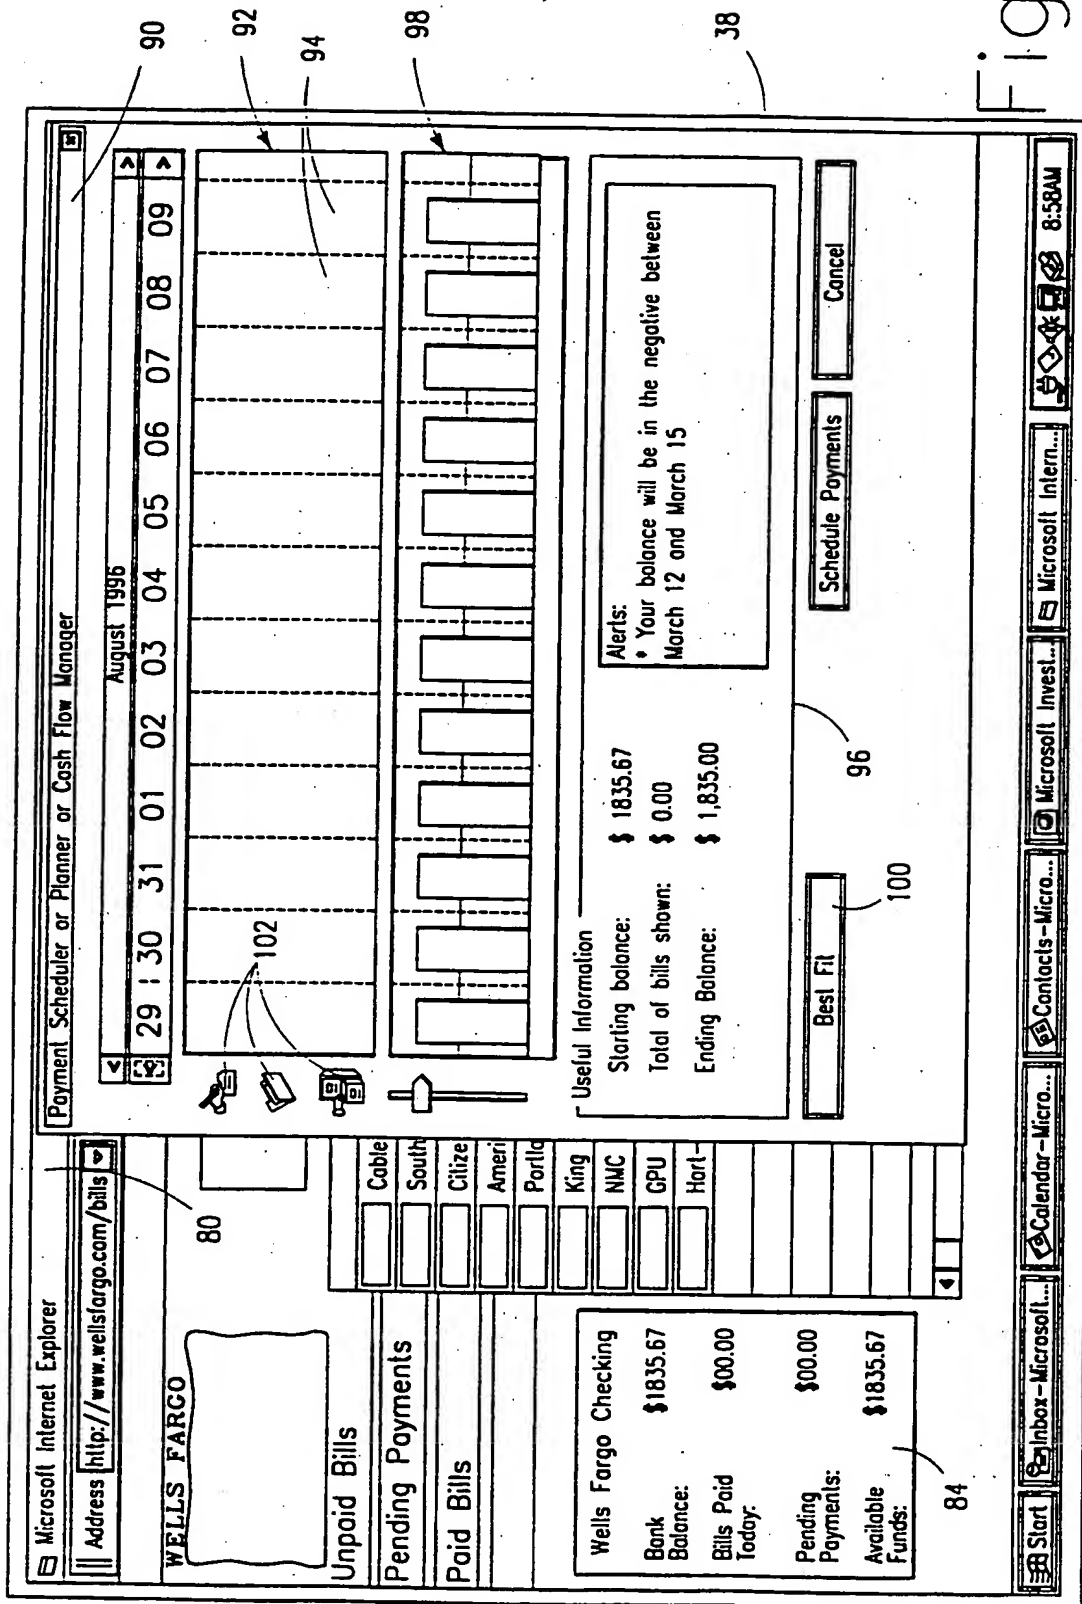 Microsoft Internet Explorer
Address http://www.wellsfargo.com/bills
WELLS FARGO
Unpaid Bills
Pending Payments
Paid Bills
Wells Fargo Checking
Bank Balance: $1835.67
Bills Paid Today: $00.00
Pending Payments: $00.00
Available Funds: $1835.67
84
80
Cable
South
Citize
Ameri
Portla
King
NMC
GPU
Hart-
Payment Scheduler or Planner or Cash Flow Manager
August 1996
29 30 31 01 02 03 04 05 06 07 08 09
90
92
94
98
102
38
Useful Information
Starting balance: $ 1835.67
Total of bills shown: $ 0.00
Ending Balance: $ 1,835.00
Alerts:
* Your balance will be in the negative between
March 12 and March 15
96
Best Fit
100
Schedule Payments
Cancel
Start
Inbox-Microsoft...
Calendar-Micro...
Contacts-Micro...
Microsoft Invest...
Microsoft Intern...
8:58AM
Fig